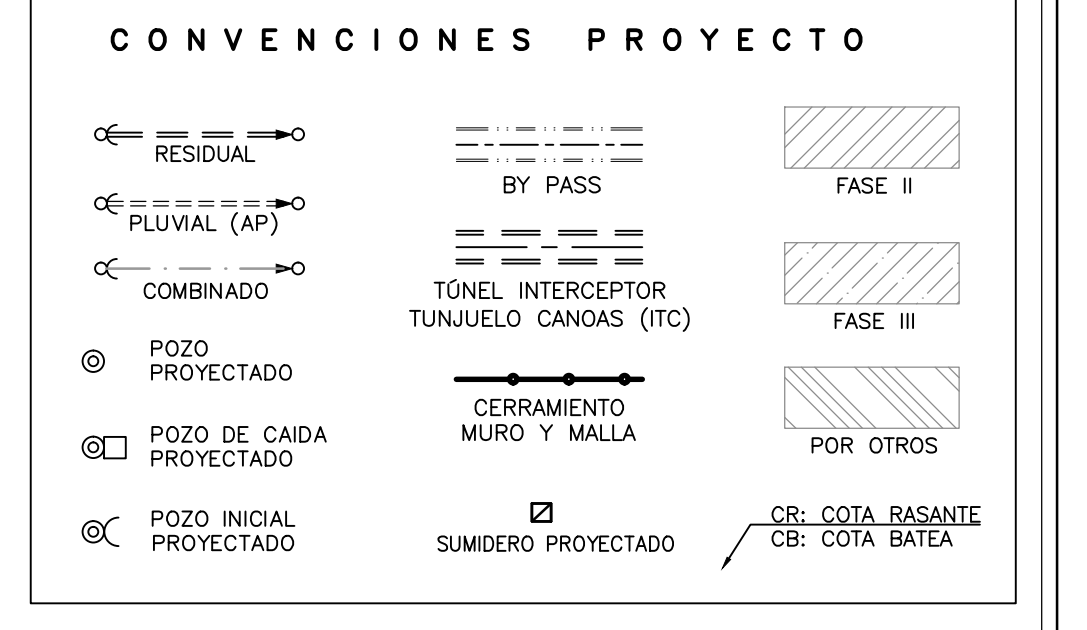 CONVENCIONES PROYECTO
RESIDUAL
PLUVIAL (AP)
COMBINADO
POZO
PROYECTADO
POZO DE CAIDA
PROYECTADO
POZO INICIAL
PROYECTADO
BY PASS
TÚNEL INTERCEPTOR
TUNJUELO CANOAS (ITC)
CERRAMIENTO
MURO Y MALLA
SUMIDERO PROYECTADO
FASE II
FASE III
POR OTROS
CR: COTA RASANTE
CB: COTA BATEA